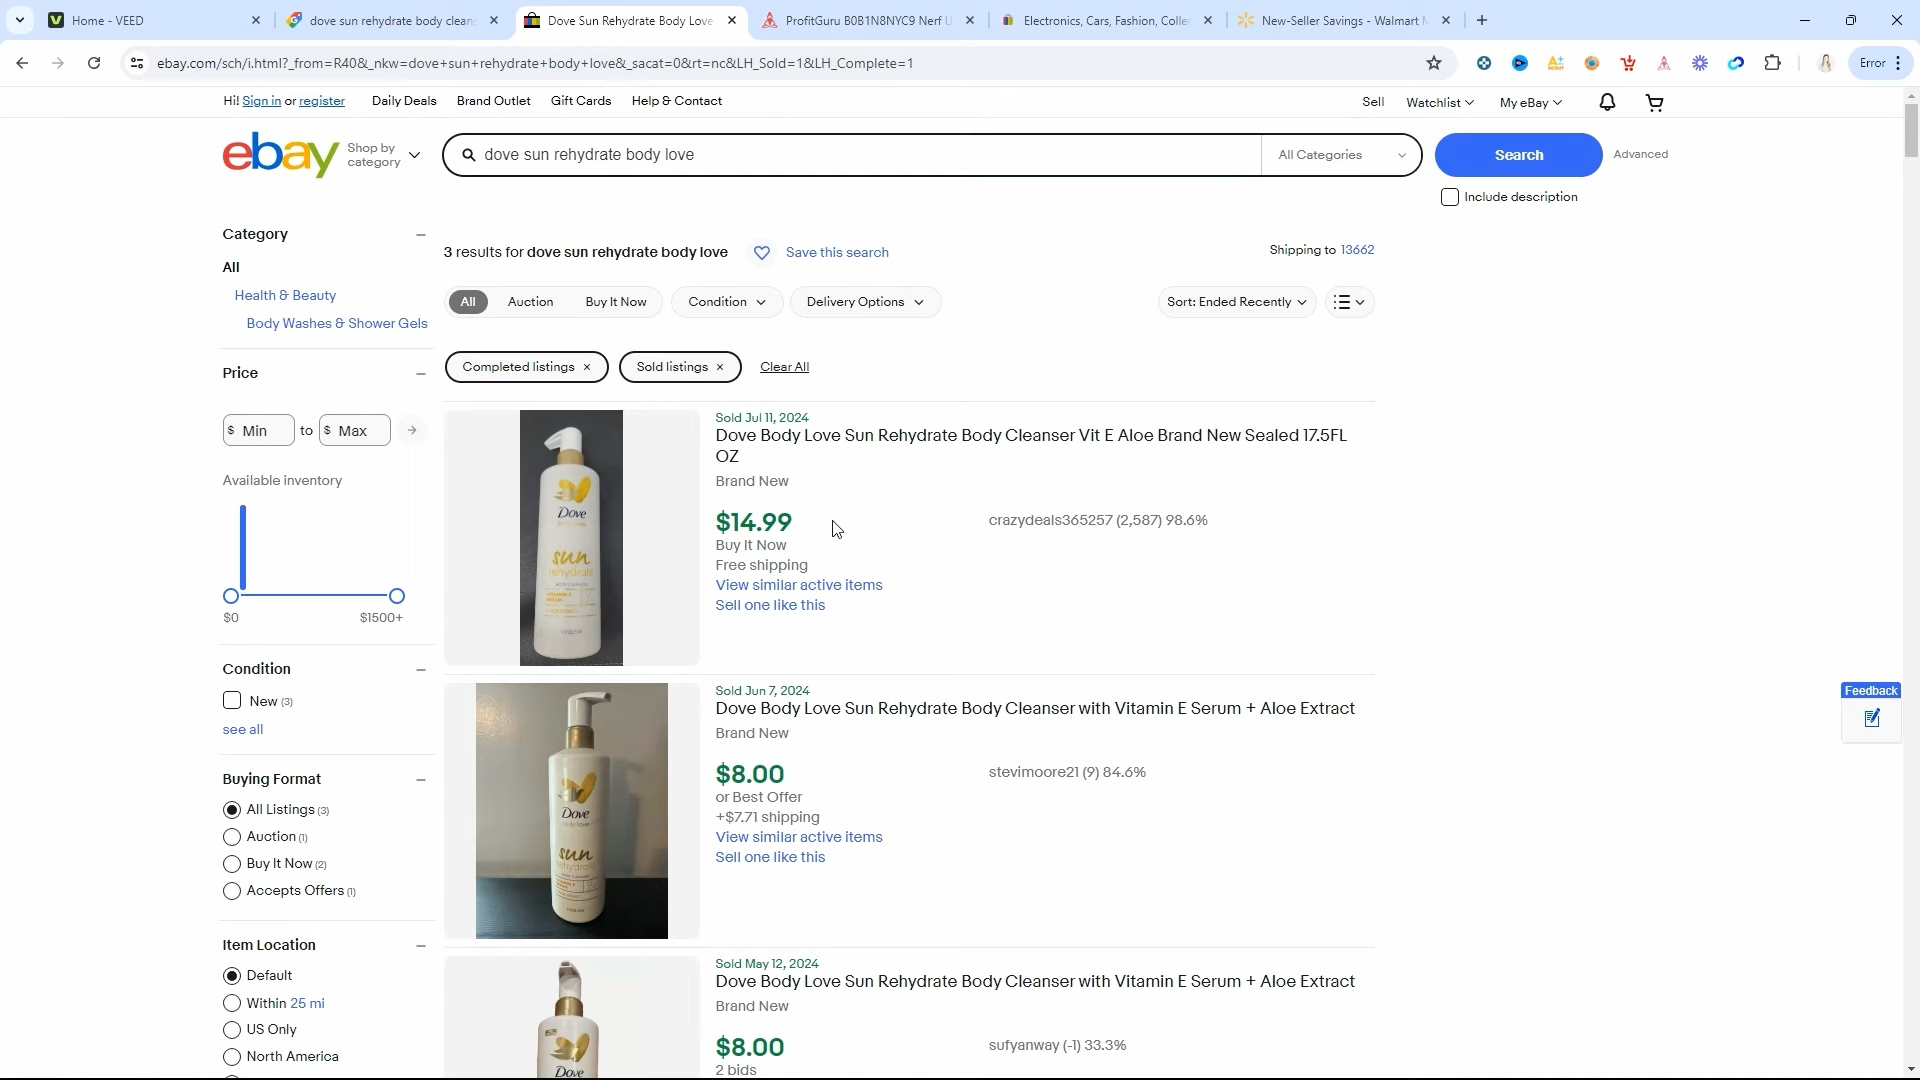 Home - VEED
dove sun rehydrate body clean
Dove Sun Rehydrate Body Love
ProfitGuru B0B1N8NYC9 Nerf U
Electronics, Cars, Fashion, Colle
New-Seller Savings - Walmart M
ebay.com/sch/i.html?_from=R40&_nkw=dove+sun+rehydrate+body+love&_sacat=0&rt=nc&LH_Sold=1&LH_Complete=1
Error
Hi! Sign in or register
Daily Deals
Brand Outlet
Gift Cards
Help & Contact
Sell
Watchlist
My eBay
ebay
Shop by
category
dove sun rehydrate body love
All Categories
Search
Advanced
Include description
Category
All
Health & Beauty
Body Washes & Shower Gels
3 results for dove sun rehydrate body love
Save this search
Shipping to 13662
All
Auction
Buy It Now
Condition
Delivery Options
Sort: Ended Recently
Completed listings ×
Sold listings ×
Clear All
Price
$ Min to $ Max
Available inventory
$0
$1500+
Condition
New (3)
see all
Buying Format
All Listings (3)
Auction (1)
Buy It Now (2)
Accepts Offers (1)
Item Location
Default
Within 25 mi
US Only
North America
Dove
sun
rehydrate
Sold Jul 11, 2024
Dove Body Love Sun Rehydrate Body Cleanser Vit E Aloe Brand New Sealed 17.5FL
OZ
Brand New
$14.99
Buy It Now
Free shipping
View similar active items
Sell one like this
crazydeals365257 (2,587) 98.6%
Dove
body love
sun
rehydrate
Sold Jun 7, 2024
Dove Body Love Sun Rehydrate Body Cleanser with Vitamin E Serum + Aloe Extract
Brand New
$8.00
or Best Offer
+$7.71 shipping
View similar active items
Sell one like this
stevimoore21 (9) 84.6%
Dove
Sold May 12, 2024
Dove Body Love Sun Rehydrate Body Cleanser with Vitamin E Serum + Aloe Extract
Brand New
$8.00
2 bids
sufyanway (-1) 33.3%
Feedback